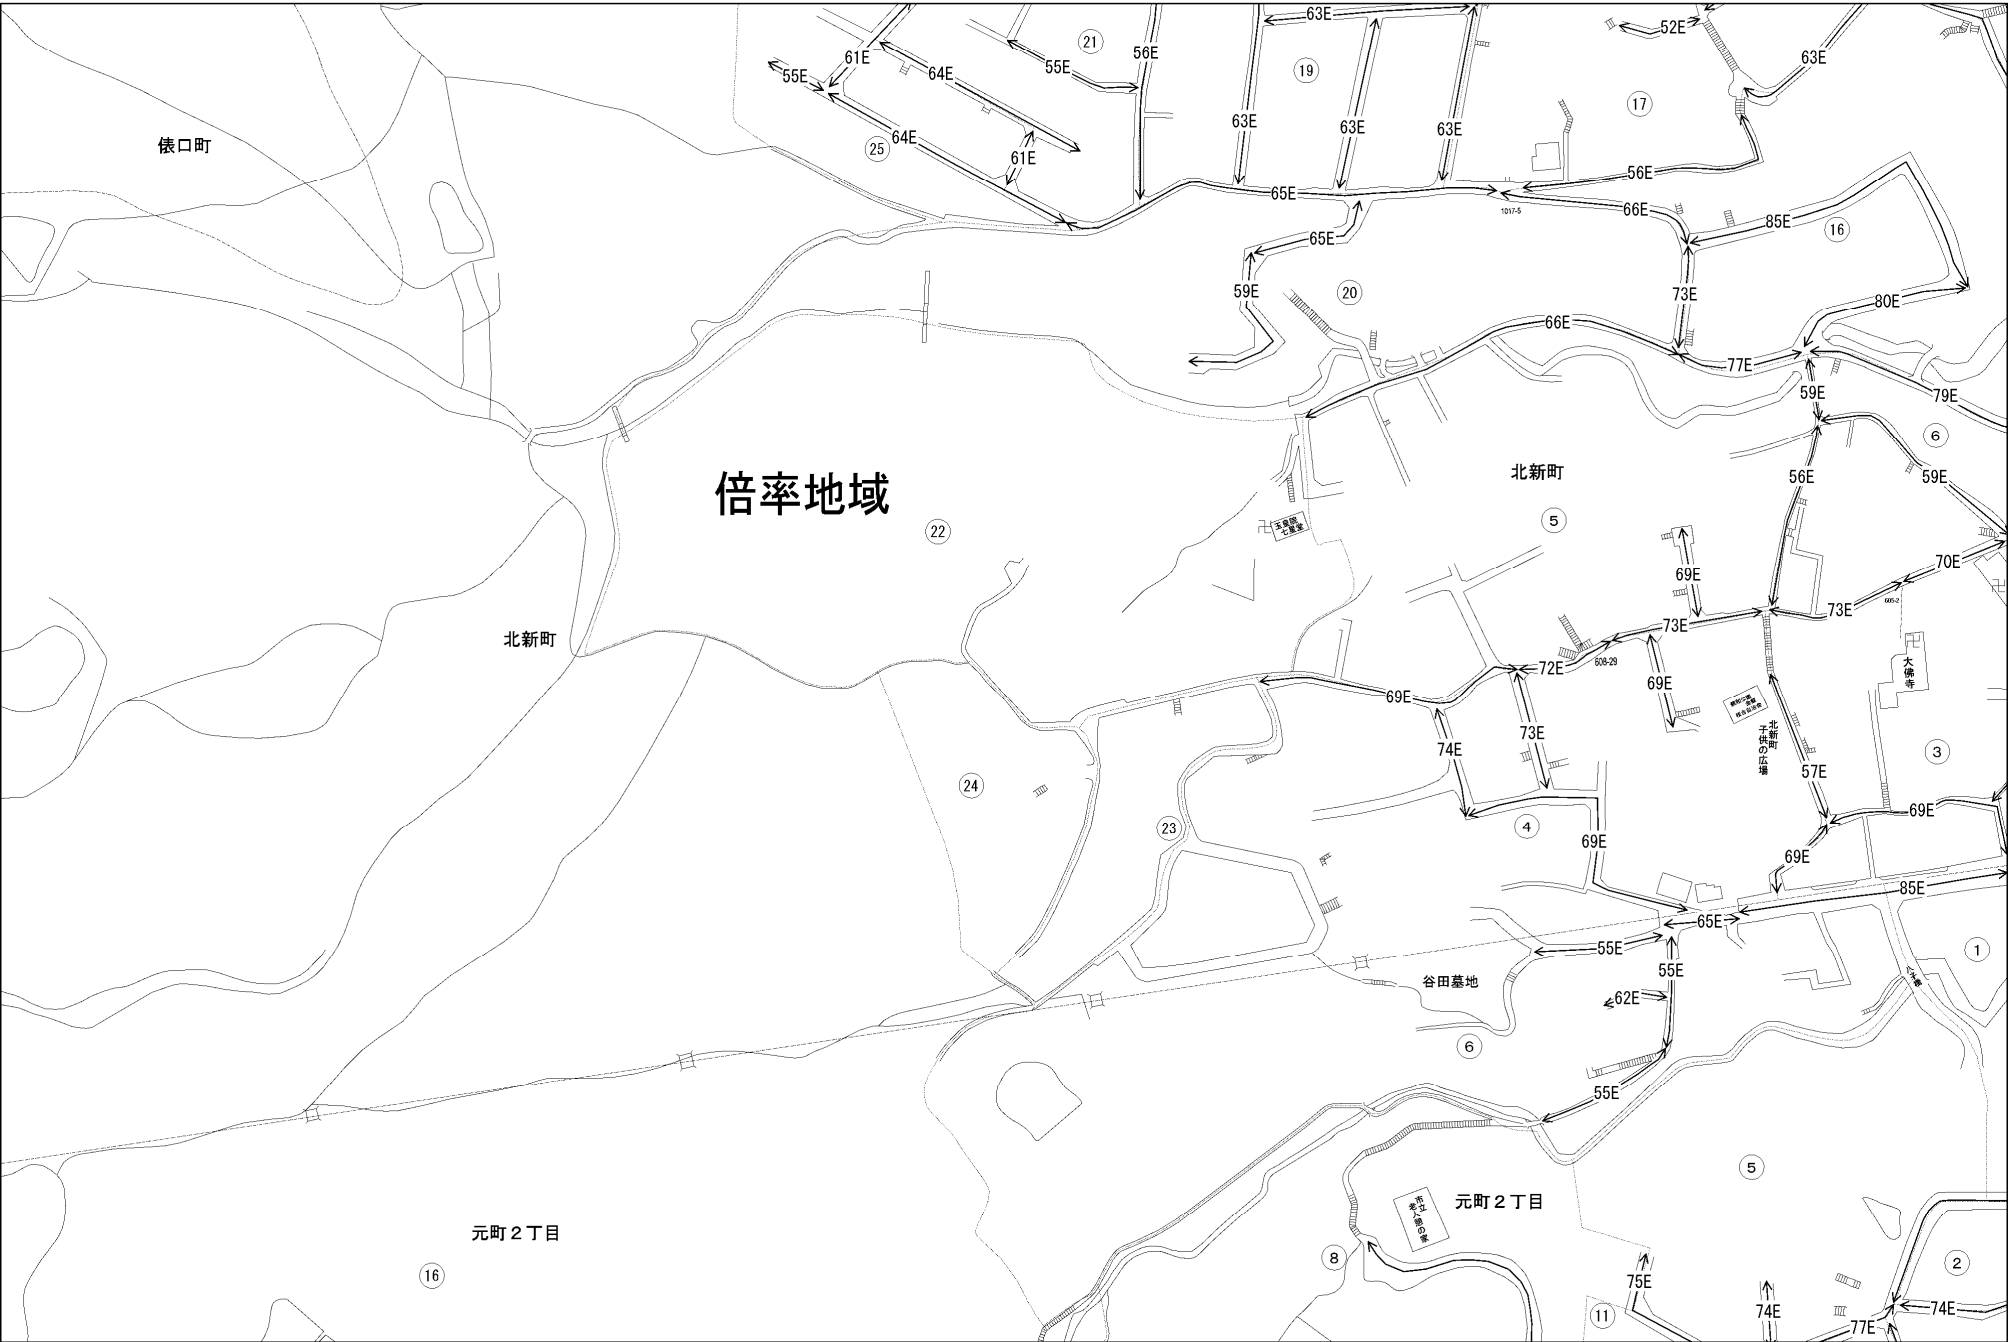 63E
52E
21
56E
61E
55E
64E
55E
19
63E
17
俵口町
63E
63E
63E
64E
25
61E
56E
65E
66E
1017-5
85E
16
65E
59E
20
73E
80E
66E
77E
79E
59E
6
倍率地域
22
北新町
56E
59E
玉皇院
七星堂
5
69E
70E
73E
605-2
73E
北新町
608-29
72E
69E
69E
大佛寺
北新町
子供の広場
73E
74E
3
57E
24
23
4
69E
69E
69E
85E
65E
55E
1
55E
谷田墓地
62E
6
55E
5
元町2丁目
市立
老人憩の家
元町2丁目
16
8
2
75E
11
74E
74E
77E